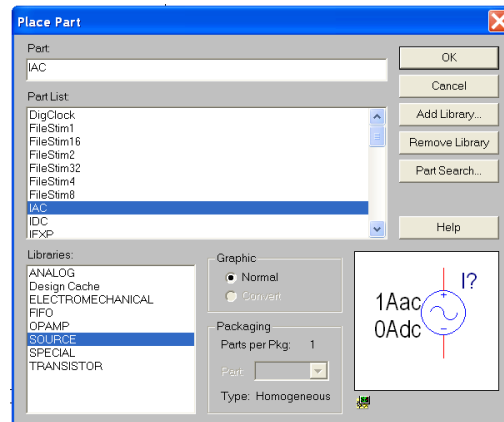 Place Part
Part:
IAC
OK
Cancel
Part List:
Add Library...
DigClock
FileStim1
FileStim16
FileStim2
FileStim32
FileStim4
FileStim8
IAC
IDC
IFXP
Remove Library
Part Search...
Help
Libraries:
ANALOG
Design Cache
ELECTROMECHANICAL
FIFO
OPAMP
SOURCE
SPECIAL
TRANSISTOR
Graphic
Normal
Convert
Packaging
Parts per Pkg: 1
Part:
Type: Homogeneous
I?
1Aac
0Adc